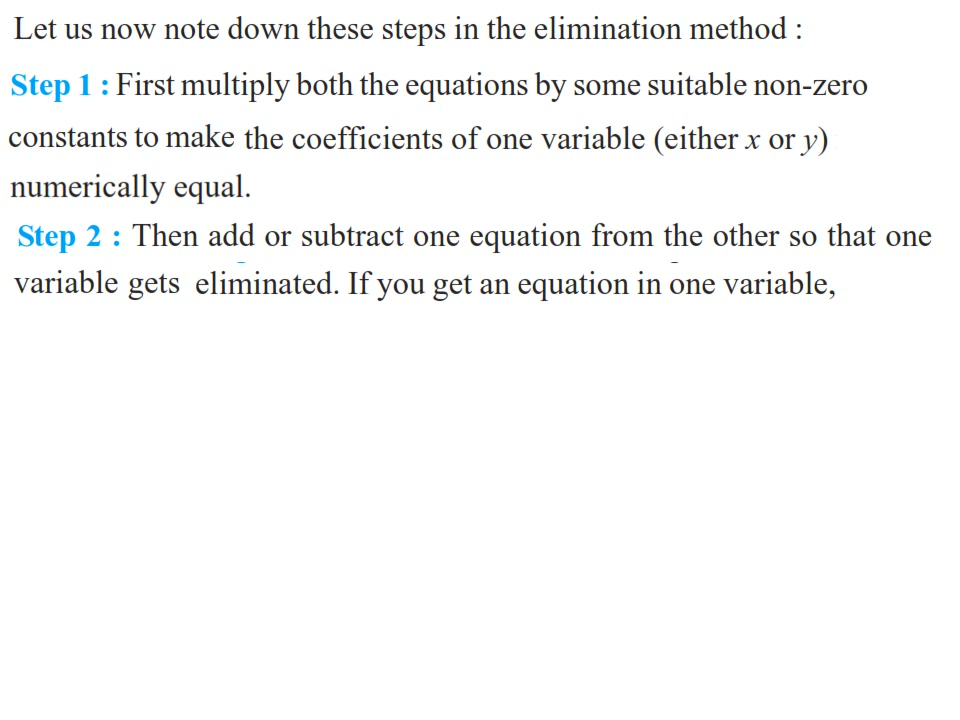 Let us now note down these steps in the elimination method :
Step 1 : First multiply both the equations by some suitable non-zero
constants to make the coefficients of one variable (either x or y)
numerically equal.
Step 2 : Then add or subtract one equation from the other so that one
variable gets eliminated. If you get an equation in one variable,